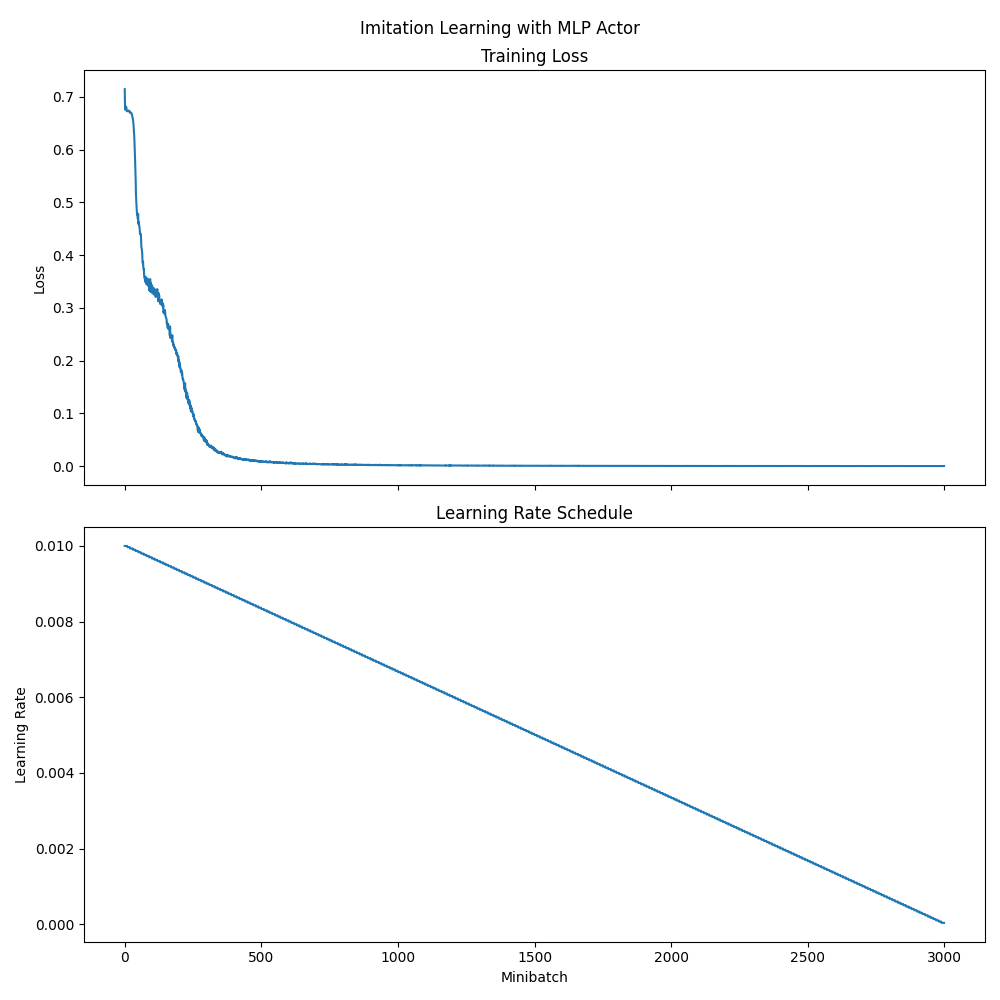 Imitation Learning with MLP Actor
Training Loss
0.7
0.6
0.5
0.4
0.3
0.2
0.1
0.0
Loss
Learning Rate Schedule
0.010
0.008
0.006
0.004
0.002
0.000
Learning Rate
0 500 1000 1500 2000 2500 3000
Minibatch